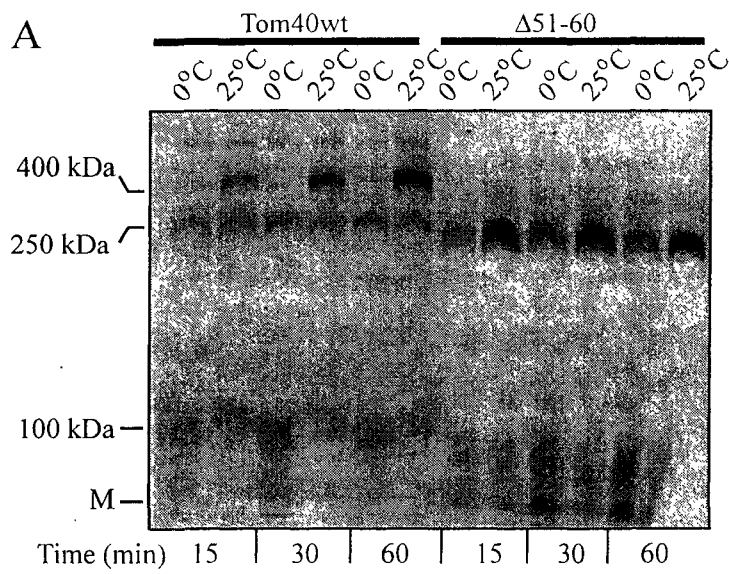 A
Tom40wt Δ51-60
0°C 25°C 0°C 25°C 0°C 25°C 0°C 25°C 0°C 25°C 0°C 25°C
400 kDa
250 kDa
100 kDa
M
Time (min) 15 30 60 15 30 60